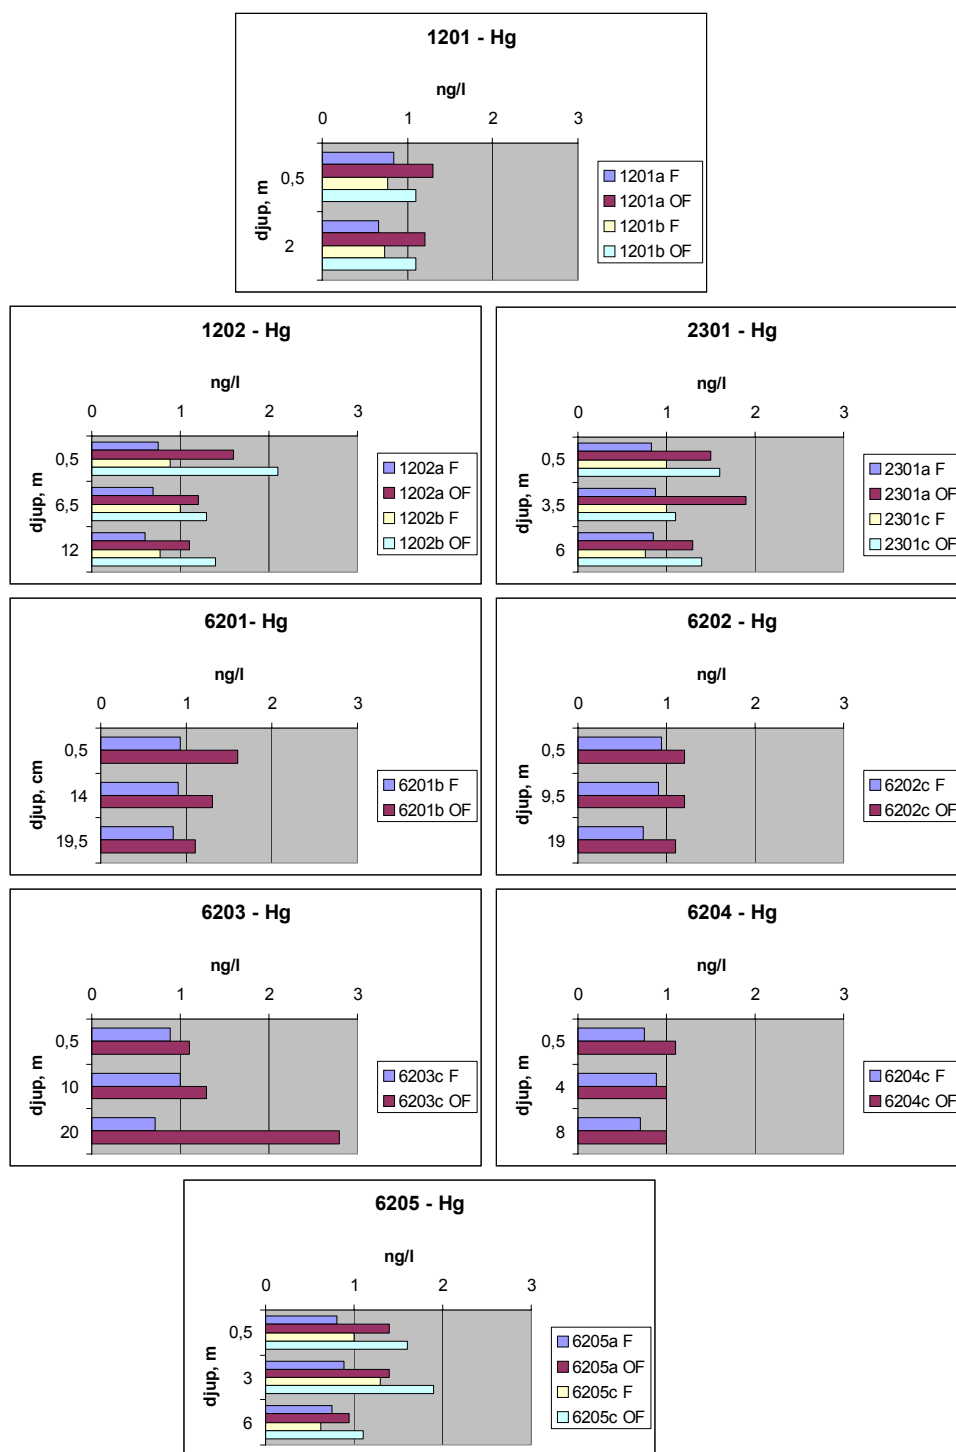 1201 - Hg
ng/l
0 1 2 3
djup, m
0,5
2
1201a F
1201a OF
1201b F
1201b OF
1202 - Hg
ng/l
0 1 2 3
djup, m
0,5
6,5
12
1202a F
1202a OF
1202b F
1202b OF
2301 - Hg
ng/l
0 1 2 3
djup, m
0,5
3,5
6
2301a F
2301a OF
2301c F
2301c OF
6201- Hg
ng/l
0 1 2 3
djup, cm
0,5
14
19,5
6201b F
6201b OF
6202 - Hg
ng/l
0 1 2 3
djup, m
0,5
9,5
19
6202c F
6202c OF
6203 - Hg
ng/l
0 1 2 3
djup, m
0,5
10
20
6203c F
6203c OF
6204 - Hg
ng/l
0 1 2 3
djup, m
0,5
4
8
6204c F
6204c OF
6205 - Hg
ng/l
0 1 2 3
djup, m
0,5
3
6
6205a F
6205a OF
6205c F
6205c OF